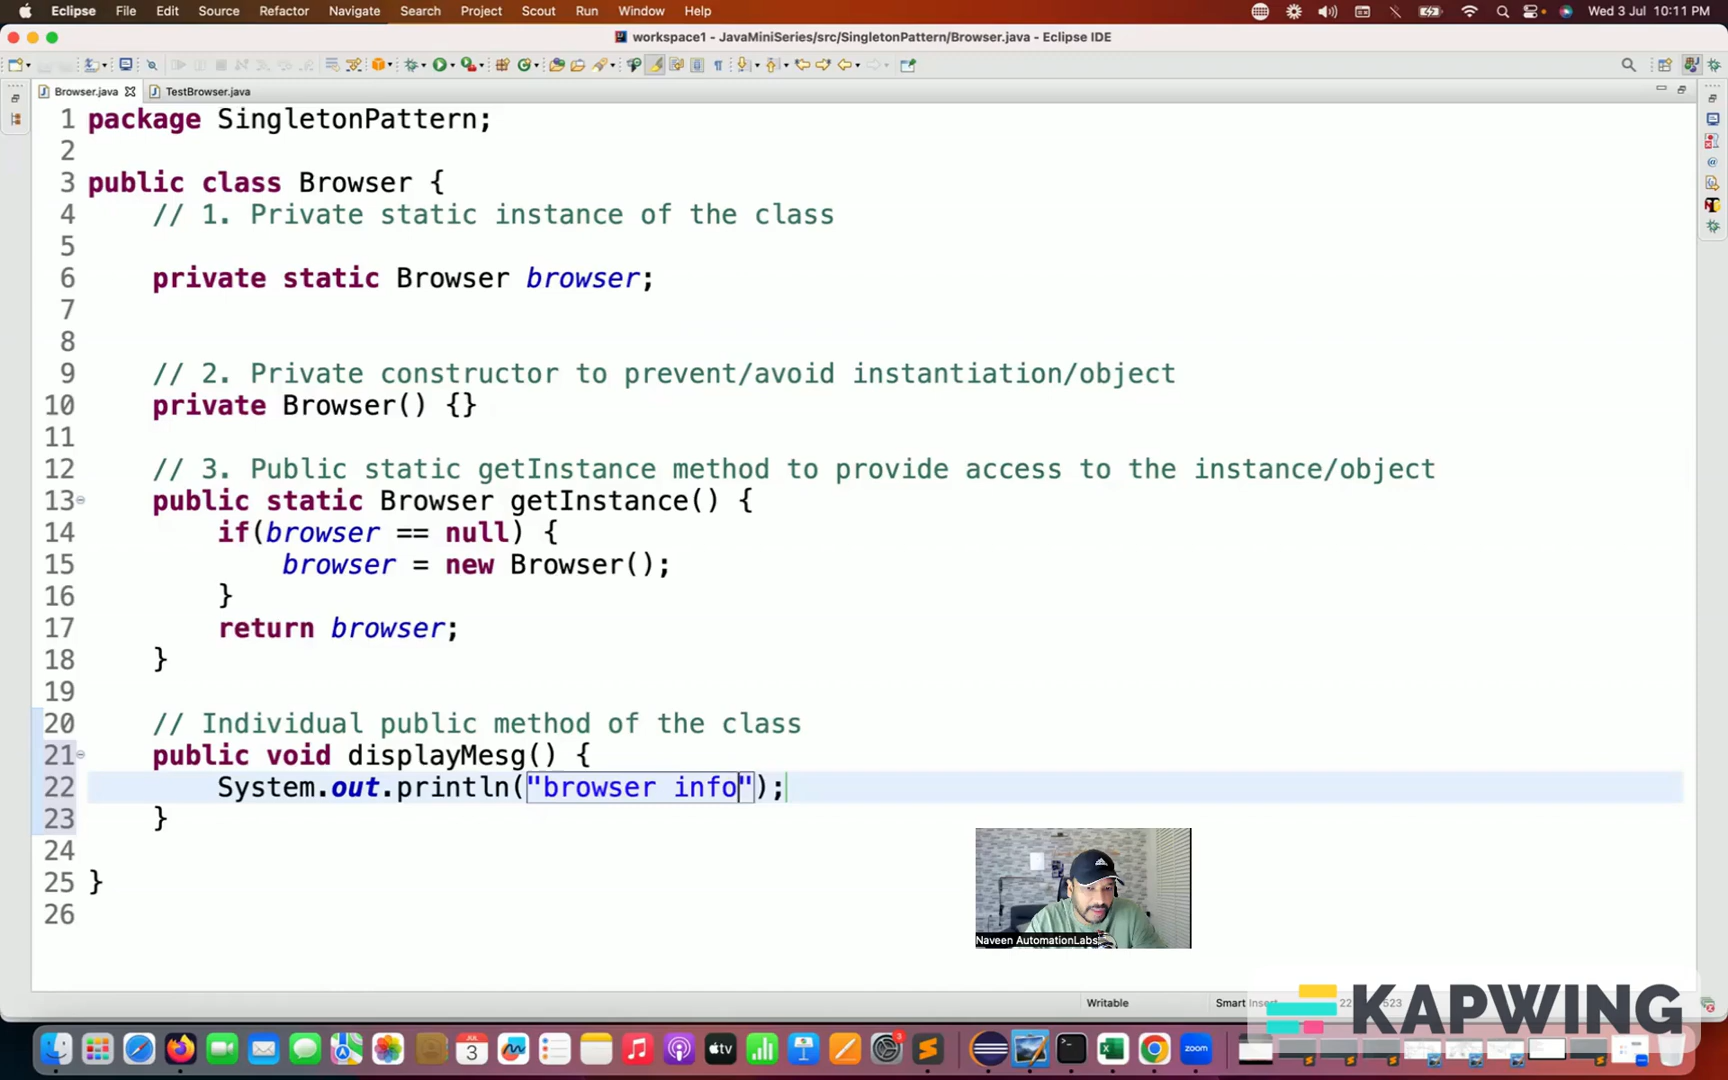 Eclipse File Edit Source Refactor Navigate Search Project Scout Run Window Help Wed 3 Jul 10:11 PM
workspace1 - JavaMiniSeries/src/SingletonPattern/Browser.java - Eclipse IDE
Browser.java TestBrowser.java
1 package SingletonPattern;
2
3 public class Browser {
4 // 1. Private static instance of the class
5
6 private static Browser browser;
7
8
9 // 2. Private constructor to prevent/avoid instantiation/object
10 private Browser() {}
11
12 // 3. Public static getInstance method to provide access to the instance/object
13 public static Browser getInstance() {
14 if(browser == null) {
15 browser = new Browser();
16 }
17 return browser;
18 }
19
20 // Individual public method of the class
21 public void displayMesg() {
22 System.out.println("browser info");
23 }
24
25 }
26
Naveen AutomationLabs
Writable Smart Insert
KAPWING
JUL
3
tv
3
zoom